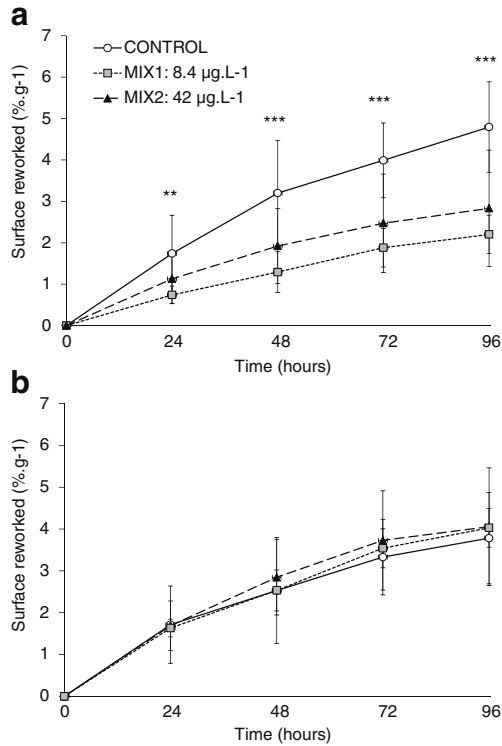 a
7
6
5
4
3
2
1
0
Surface reworked (%.g-1)
CONTROL
MIX1: 8.4 µg.L-1
MIX2: 42 µg.L-1
**
***
***
***
0 24 48 72 96
Time (hours)
b
7
6
5
4
3
2
1
0
Surface reworked (%.g-1)
0 24 48 72 96
Time (hours)